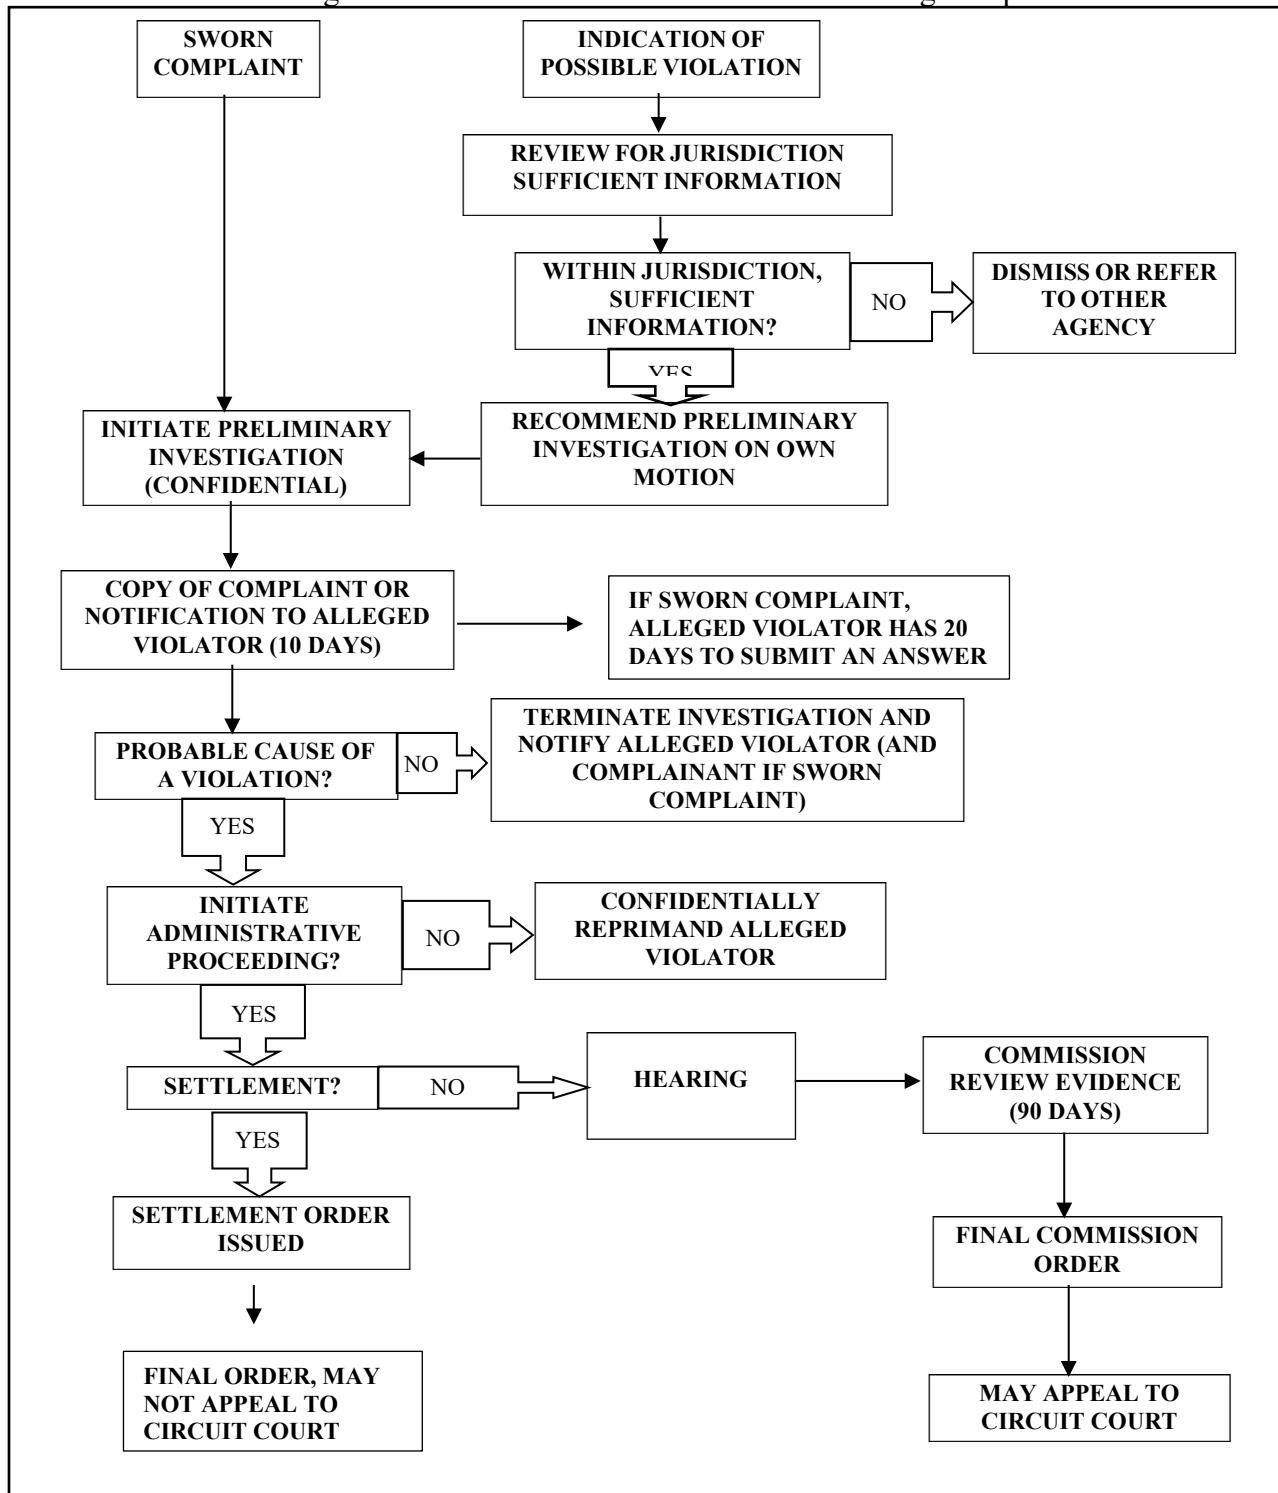 SWORN
COMPLAINT
INDICATION OF
POSSIBLE VIOLATION
REVIEW FOR JURISDICTION
SUFFICIENT INFORMATION
WITHIN JURISDICTION,
SUFFICIENT
INFORMATION?
NO
DISMISS OR REFER
TO OTHER
AGENCY
YES
RECOMMEND PRELIMINARY
INVESTIGATION ON OWN
MOTION
INITIATE PRELIMINARY
INVESTIGATION
(CONFIDENTIAL)
COPY OF COMPLAINT OR
NOTIFICATION TO ALLEGED
VIOLATOR (10 DAYS)
IF SWORN COMPLAINT,
ALLEGED VIOLATOR HAS 20
DAYS TO SUBMIT AN ANSWER
PROBABLE CAUSE OF
A VIOLATION?
NO
TERMINATE INVESTIGATION AND
NOTIFY ALLEGED VIOLATOR (AND
COMPLAINANT IF SWORN
COMPLAINT)
YES
INITIATE
ADMINISTRATIVE
PROCEEDING?
NO
CONFIDENTIALLY
REPRIMAND ALLEGED
VIOLATOR
YES
SETTLEMENT?
NO
HEARING
COMMISSION
REVIEW EVIDENCE
(90 DAYS)
YES
SETTLEMENT ORDER
ISSUED
FINAL COMMISSION
ORDER
FINAL ORDER, MAY
NOT APPEAL TO
CIRCUIT COURT
MAY APPEAL TO
CIRCUIT COURT